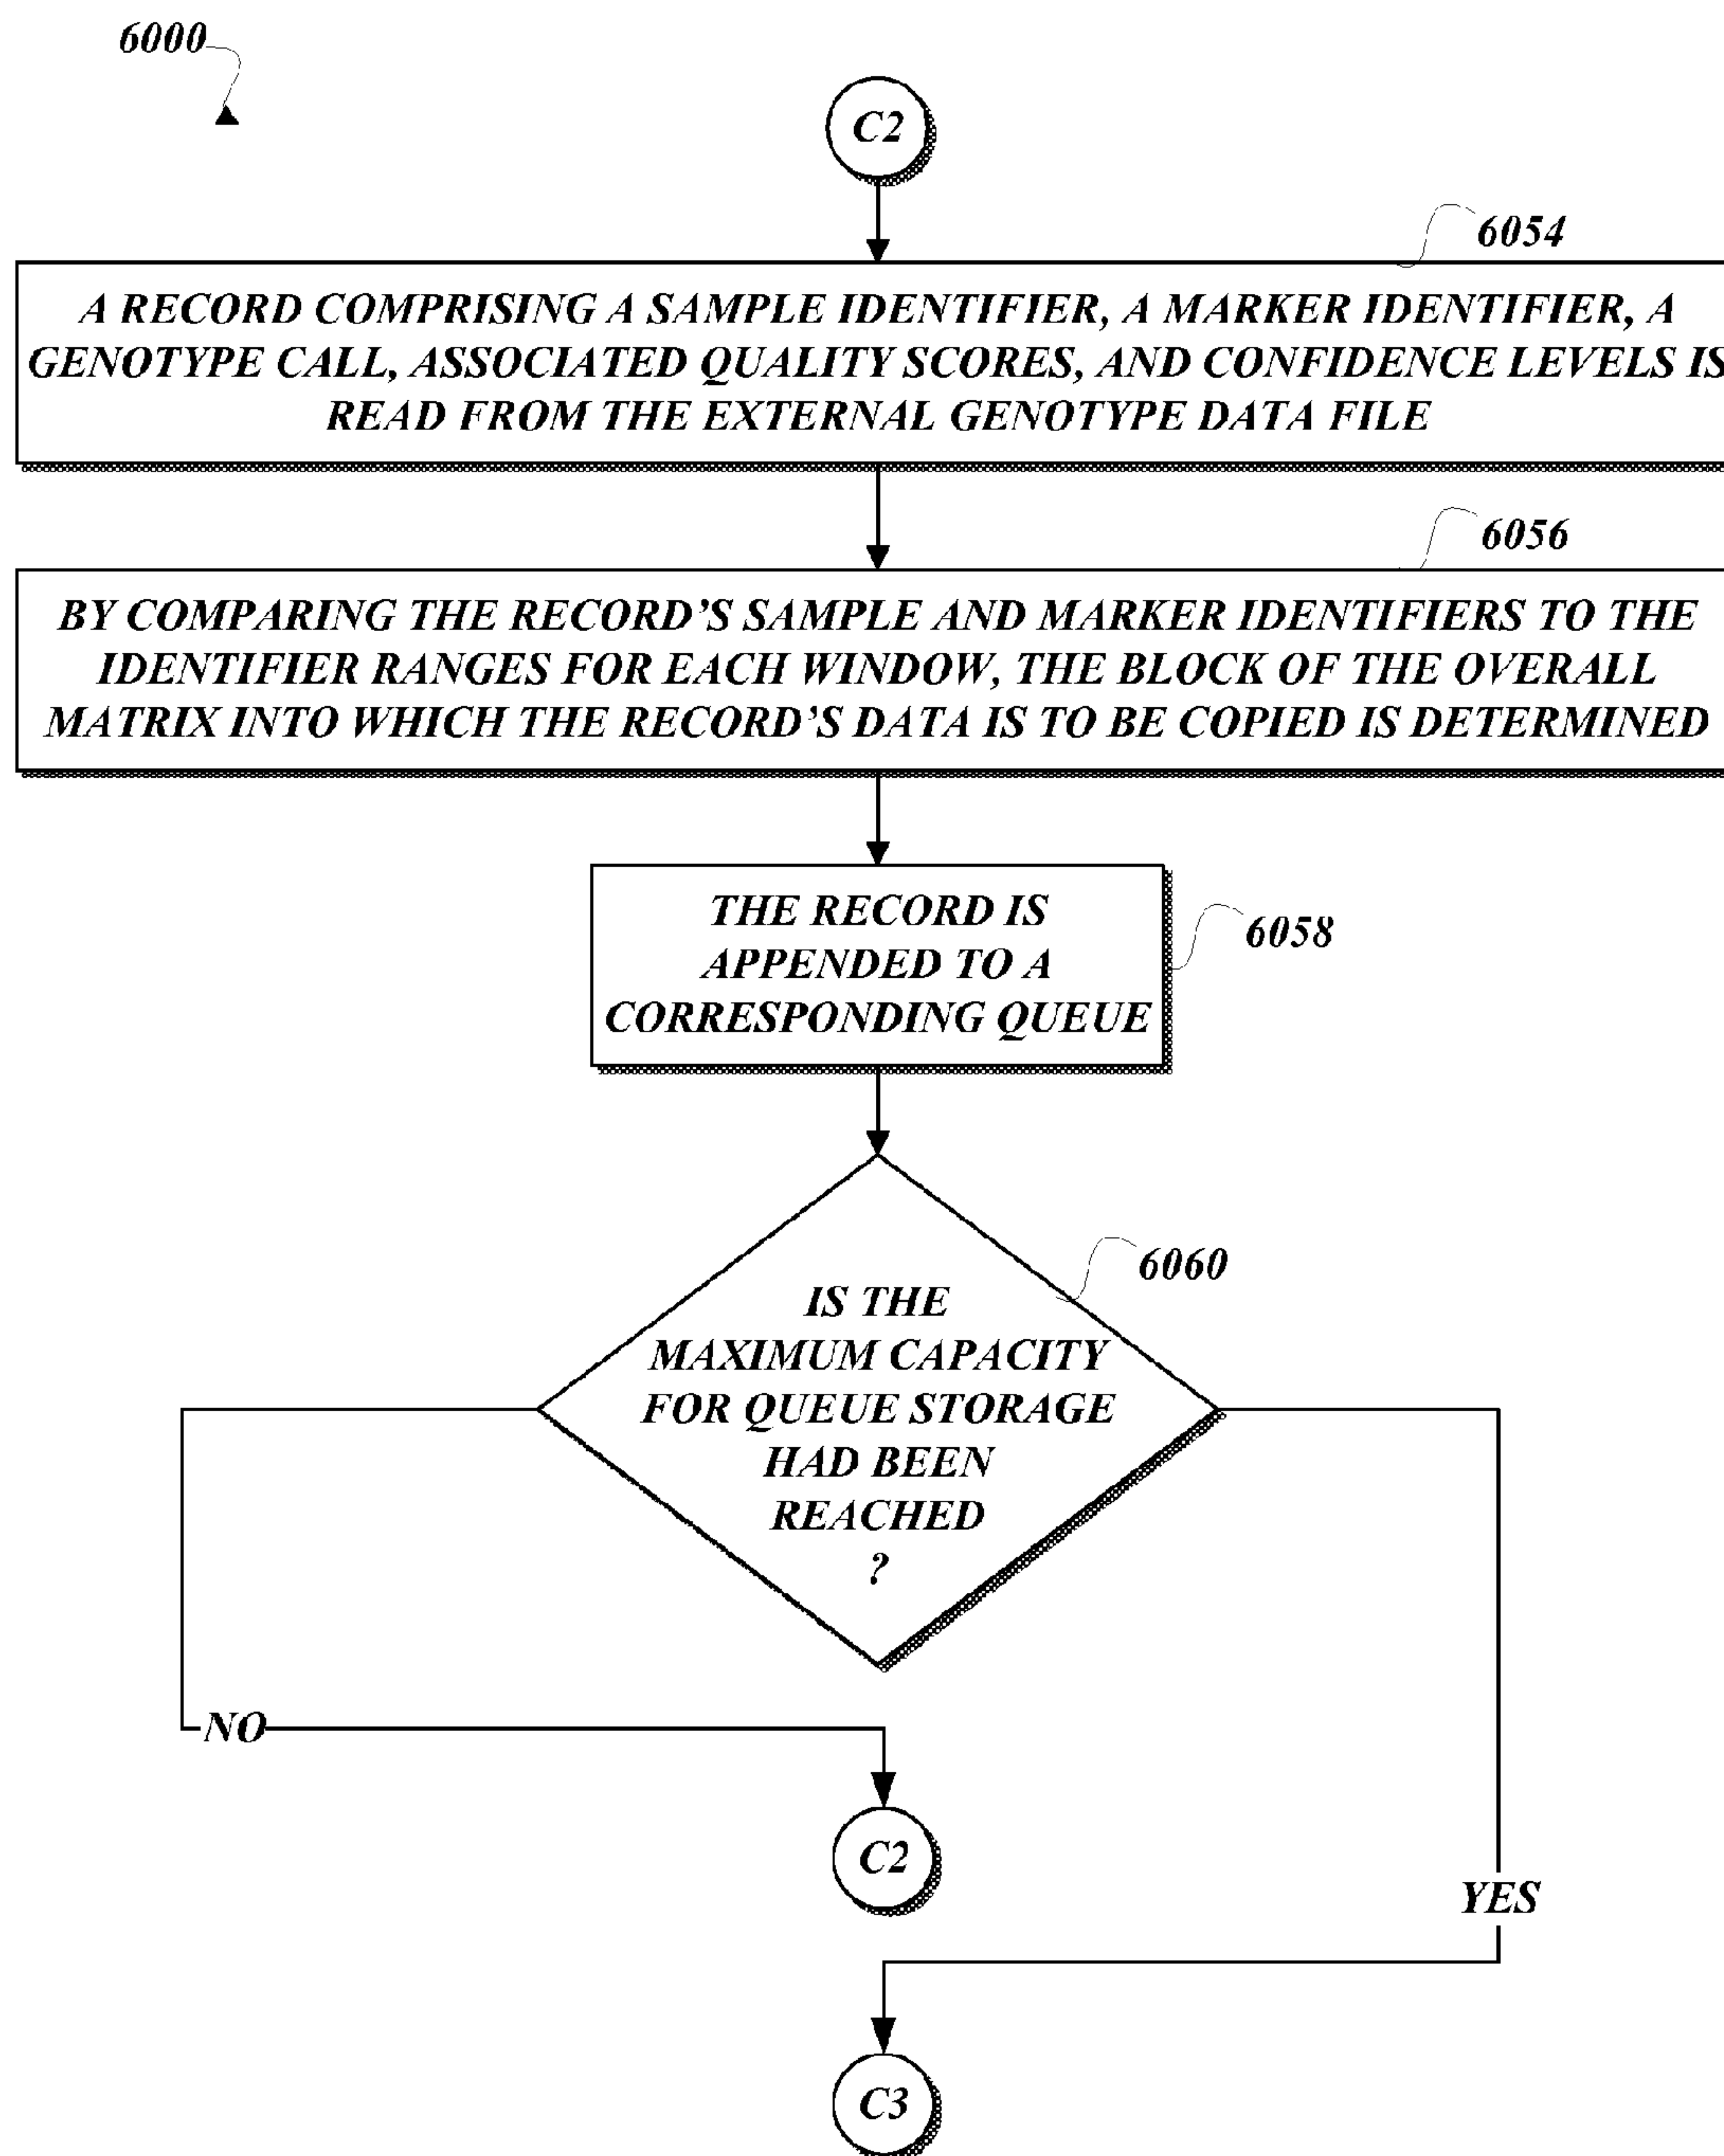 6000
C2
6054
A RECORD COMPRISING A SAMPLE IDENTIFIER, A MARKER IDENTIFIER, A
GENOTYPE CALL, ASSOCIATED QUALITY SCORES, AND CONFIDENCE LEVELS IS
READ FROM THE EXTERNAL GENOTYPE DATA FILE
6056
BY COMPARING THE RECORD'S SAMPLE AND MARKER IDENTIFIERS TO THE
IDENTIFIER RANGES FOR EACH WINDOW, THE BLOCK OF THE OVERALL
MATRIX INTO WHICH THE RECORD'S DATA IS TO BE COPIED IS DETERMINED
THE RECORD IS
APPENDED TO A
CORRESPONDING QUEUE
6058
6060
IS THE
MAXIMUM CAPACITY
FOR QUEUE STORAGE
HAD BEEN
REACHED
?
NO
C2
YES
C3